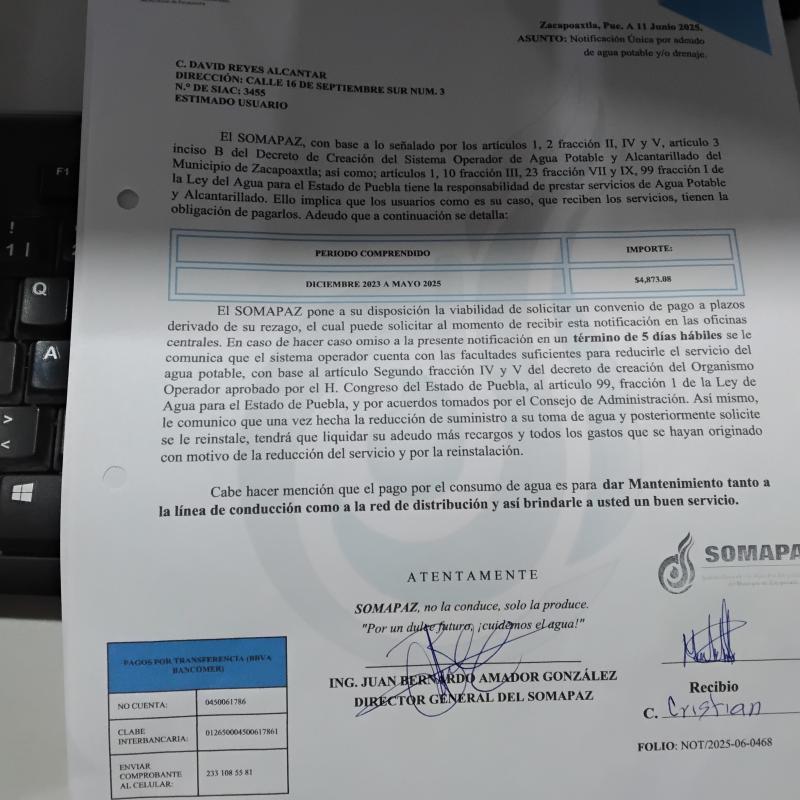 Zacapoaxtla, Pue. A 11 Junio 2025.
ASUNTO: Notificación Única por adeudo
de agua potable y/o drenaje.
C. DAVID REYES ALCANTAR
DIRECCIÓN: CALLE 16 DE SEPTIEMBRE SUR NUM. 3
N.° DE SIAC: 3455
ESTIMADO USUARIO
El SOMAPAZ, con base a lo señalado por los artículos 1, 2 fracción II, IV y V, artículo 3
inciso B del Decreto de Creación del Sistema Operador de Agua Potable y Alcantarillado del
Municipio de Zacapoaxtla; así como; artículos 1, 10 fracción III, 23 fracción VII y IX, 99 fracción I de
la Ley del Agua para el Estado de Puebla tiene la responsabilidad de prestar servicios de Agua Potable
y Alcantarillado. Ello implica que los usuarios como es su caso, que reciben los servicios, tienen la
obligación de pagarlos. Adeudo que a continuación se detalla:
PERIODO COMPRENDIDO IMPORTE:
DICIEMBRE 2023 A MAYO 2025 $4,873.08
El SOMAPAZ pone a su disposición la viabilidad de solicitar un convenio de pago a plazos
derivado de su rezago, el cual puede solicitar al momento de recibir esta notificación en las oficinas
centrales. En caso de hacer caso omiso a la presente notificación en un término de 5 días hábiles se le
comunica que el sistema operador cuenta con las facultades suficientes para reducirle el servicio del
agua potable, con base al artículo Segundo fracción IV y V del decreto de creación del Organismo
Operador aprobado por el H. Congreso del Estado de Puebla, al artículo 99, fracción 1 de la Ley de
Agua para el Estado de Puebla, y por acuerdos tomados por el Consejo de Administración. Así mismo,
le comunico que una vez hecha la reducción de suministro a su toma de agua y posteriormente solicite
se le reinstale, tendrá que liquidar su adeudo más recargos y todos los gastos que se hayan originado
con motivo de la reducción del servicio y por la reinstalación.
Cabe hacer mención que el pago por el consumo de agua es para dar Mantenimiento tanto a
la línea de conducción como a la red de distribución y así brindarle a usted un buen servicio.
ATENTAMENTE
SOMAPAZ, no la conduce, solo la produce.
"Por un dulce futuro, ¡cuidemos el agua!"
ING. JUAN BERNARDO AMADOR GONZÁLEZ
DIRECTOR GENERAL DEL SOMAPAZ
SOMAPA
Recibio
C. Cristian
FOLIO: NOT/2025-06-0468
PAGOS POR TRANSFERENCIA (BBVA
BANCOMER)
NO CUENTA: 0450061786
CLABE
INTERBANCARIA: 012650004500617861
ENVIAR
COMPROBANTE
AL CELULAR: 233 108 55 81
F1
!
1
Q
A
>
<